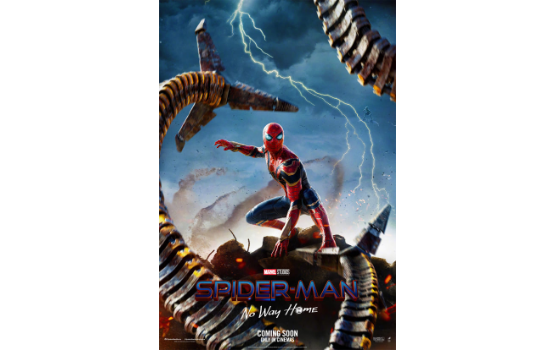 MARVEL STUDIOS
SPIDER-MAN
No Way Home
COMING SOON
ONLY IN CINEMAS